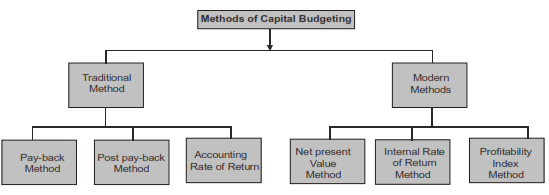 Methods of Capital Budgeting
Traditional
Method
Modern
Methods
Pay-back
Method
Post pay-back
Method
Accounting
Rate of Return
Net present
Value
Method
Internal Rate
of Return
Method
Profitability
Index
Method